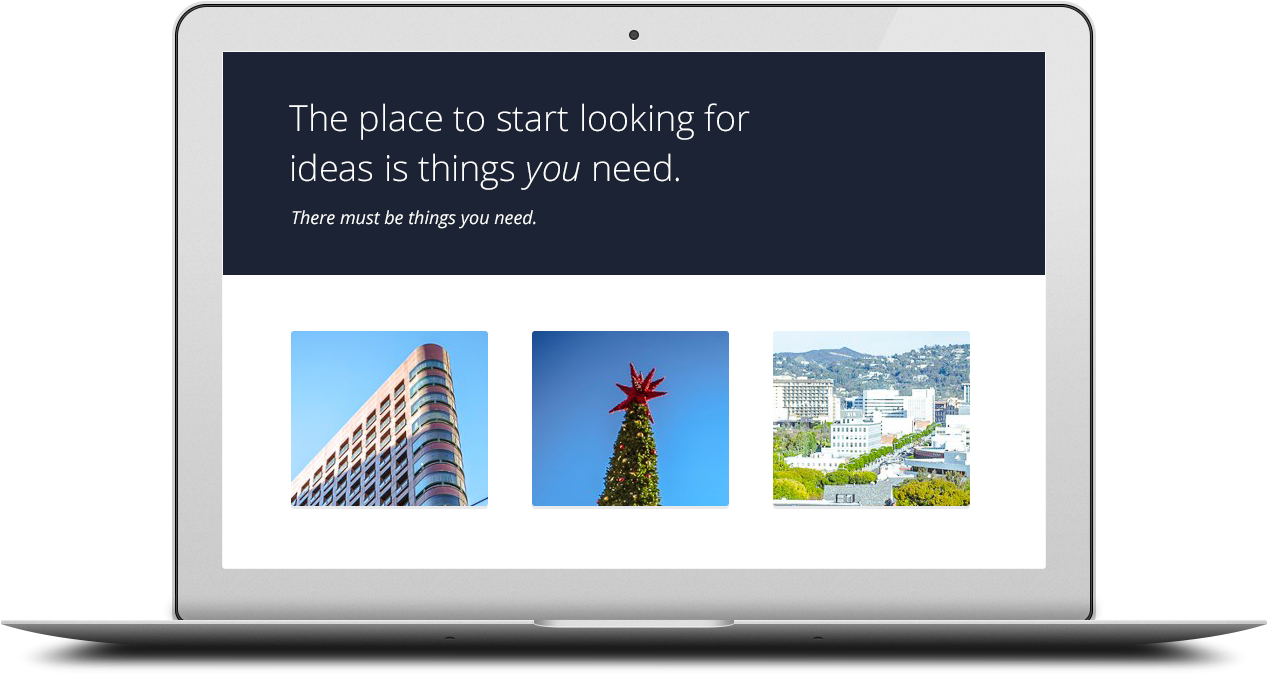 The place to start looking for
ideas is things you need.
There must be things you need.